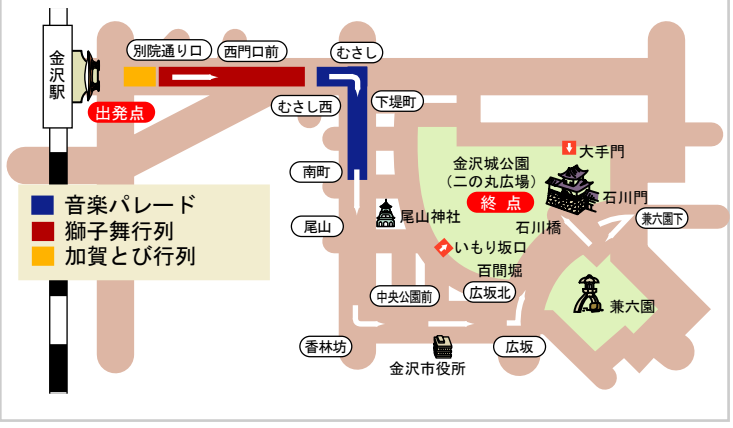 別院通り口
西門口前
むさし
金沢駅
出発点
むさし西
下堤町
南町
金沢城公園
(二の丸広場)
終 点
大手門
石川門
音楽パレード
獅子舞行列
加賀とび行列
尾山
尾山神社
石川橋
兼六園下
いもり坂口
百間堀
中央公園前
広坂北
兼六園
香林坊
広坂
金沢市役所